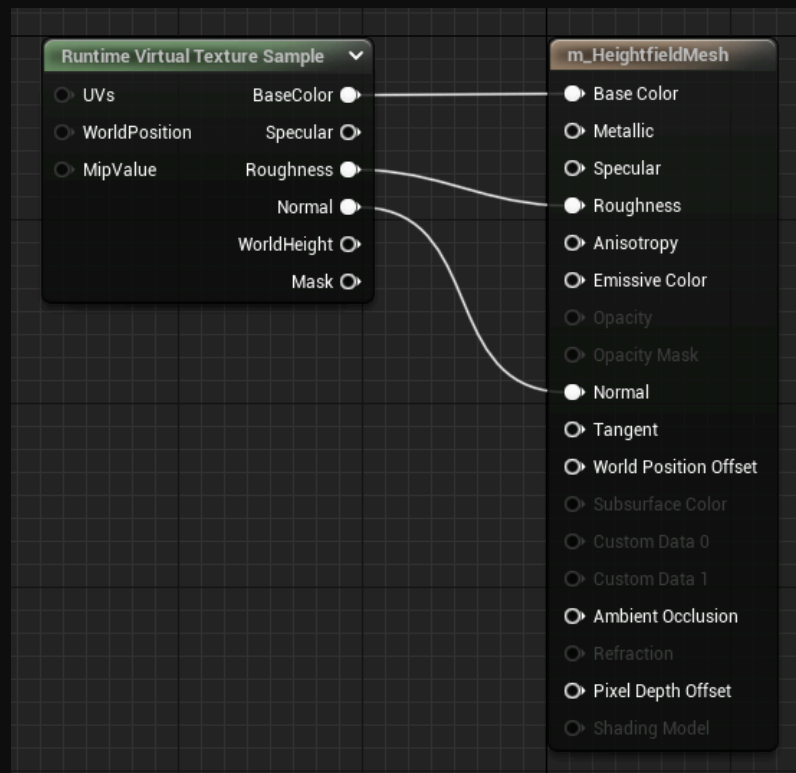 Runtime Virtual Texture Sample
UVs
BaseColor
WorldPosition
Specular
MipValue
Roughness
Normal
WorldHeight
Mask
m_HeightfieldMesh
Base Color
Metallic
Specular
Roughness
Anisotropy
Emissive Color
Opacity
Opacity Mask
Normal
Tangent
World Position Offset
Subsurface Color
Custom Data 0
Custom Data 1
Ambient Occlusion
Refraction
Pixel Depth Offset
Shading Model